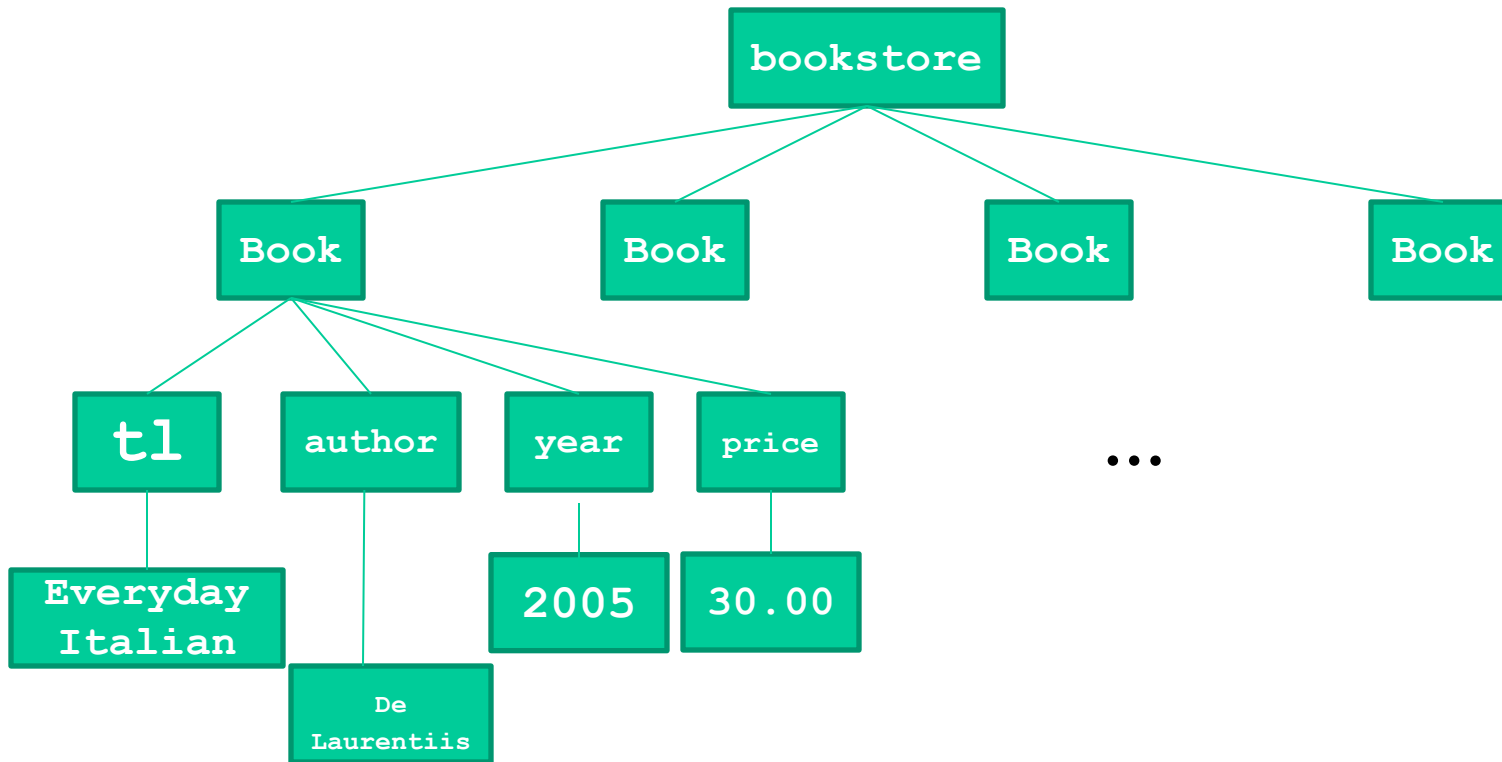 bookstore
Book
Book
Book
Book
tl
author
year
price
...
Everyday
Italian
2005
30.00
De
Laurentiis